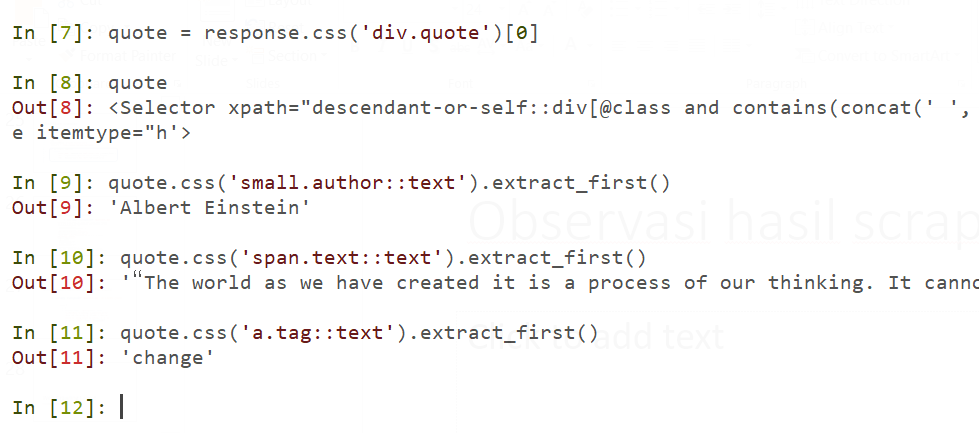 In [7]: quote = response.css('div.quote')[0]
In [8]: quote
Out[8]: <Selector xpath="descendant-or-self::div[@class and contains(concat(' ',
e itemtype="h'>
In [9]: quote.css('small.author::text').extract_first()
Out[9]: 'Albert Einstein'
Observasi hasil scrap
In [10]: quote.css('span.text::text').extract_first()
Out[10]: '“The world as we have created it is a process of our thinking. It canno
In [11]: quote.css('a.tag::text').extract_first()
to add text
Out[11]: 'change'
In [12]: